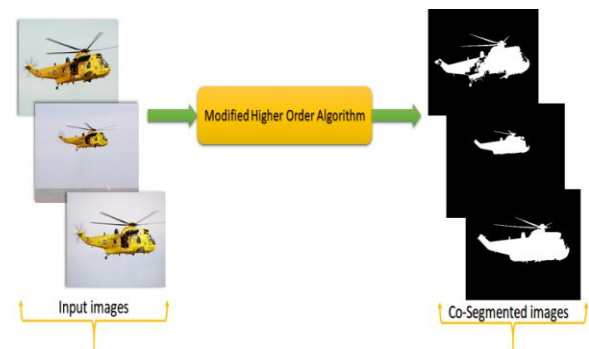 Modified Higher Order Algorithm
Input images
Co-Segmented images